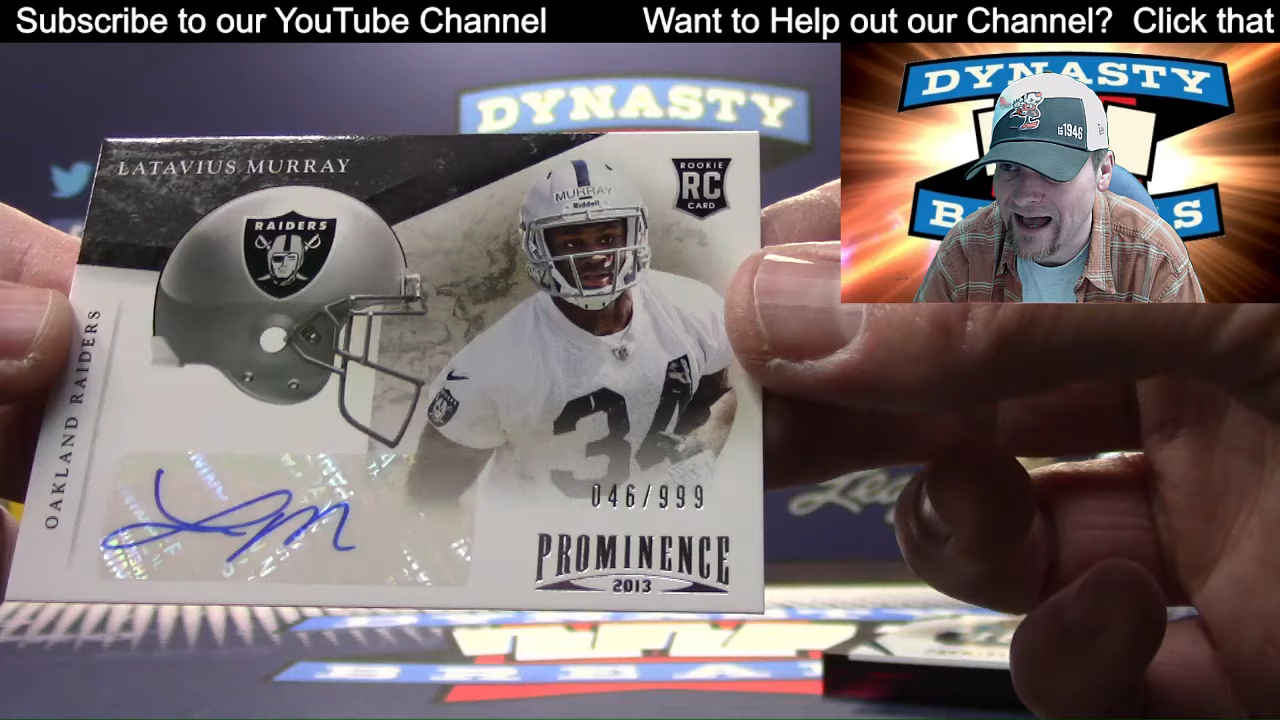 Subscribe to our YouTube Channel Want to Help out our Channel? Click that
DYNASTY
DYNASTY
EST 1946
LATAVIUS MURRAY
ROOKIE
RC
CARD
RAIDERS
MURRAY
Riddell
OAKLAND RAIDERS
34
046/999
PROMINENCE
2013